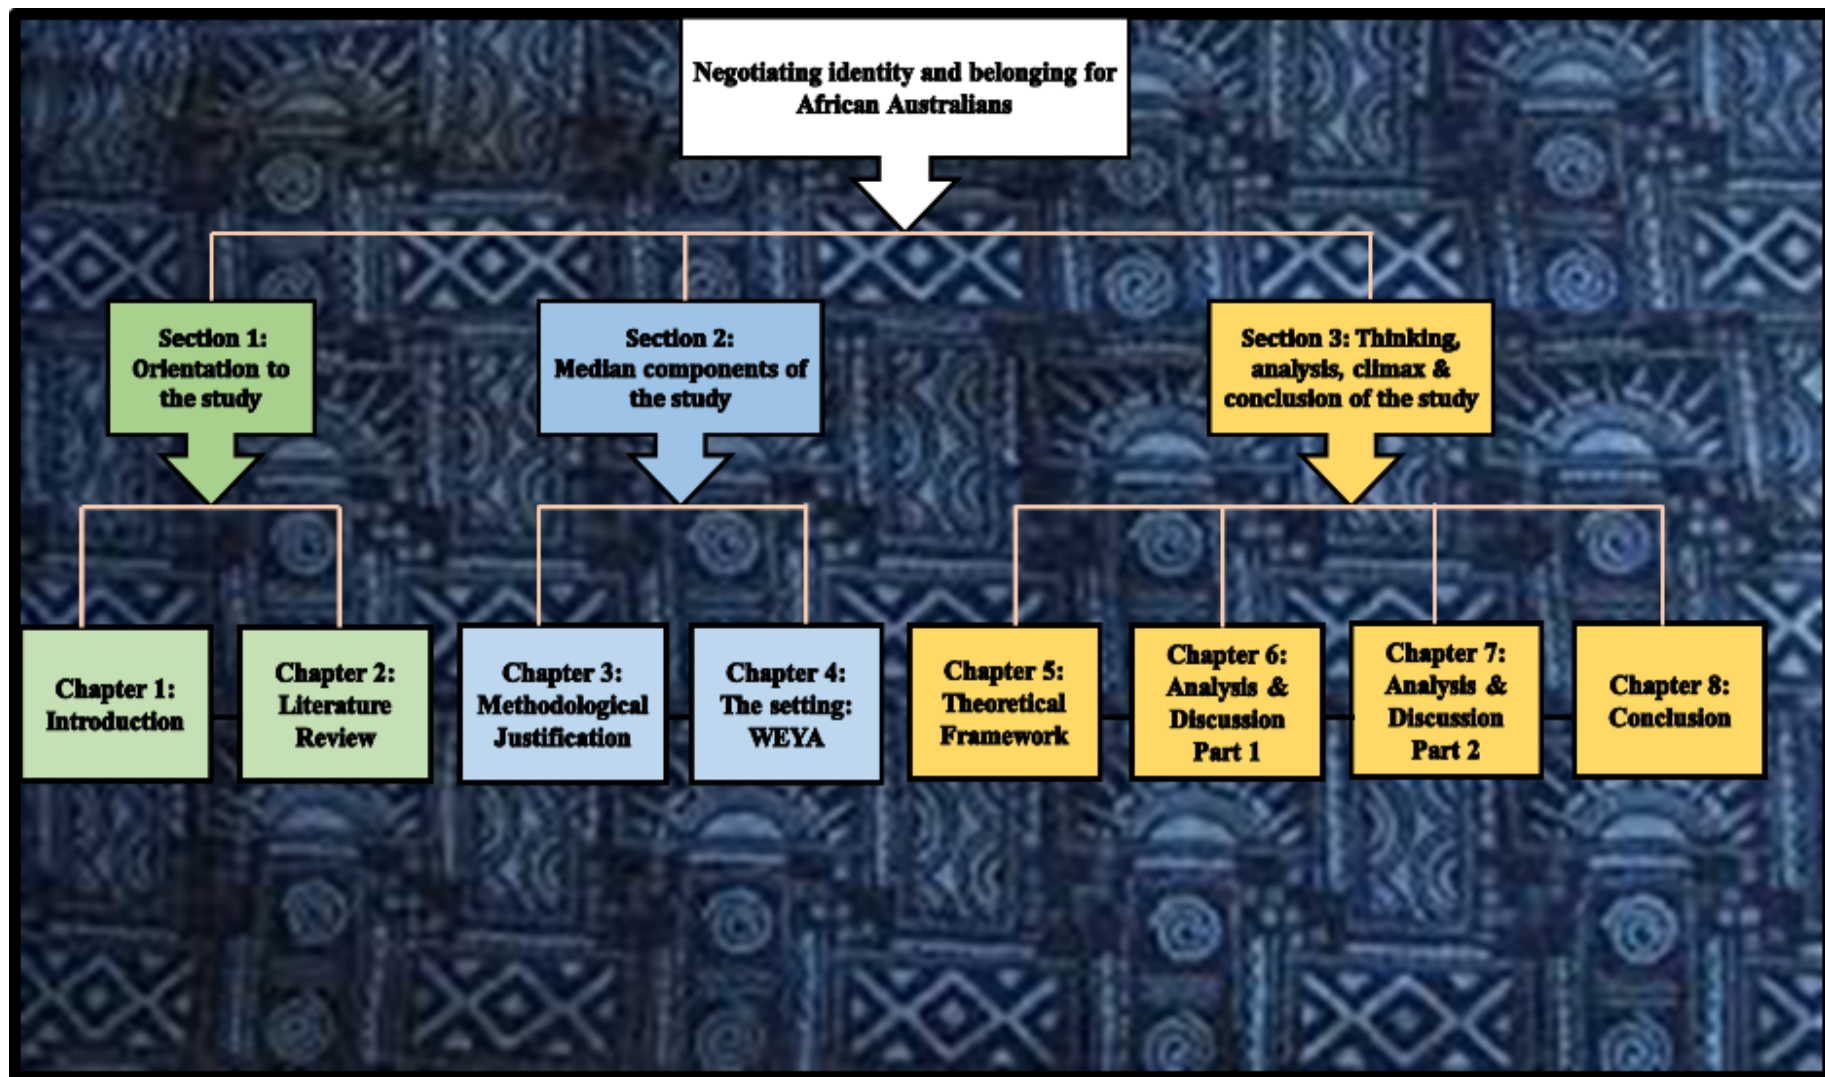 Negotiating identity and belonging for
African Australians
Section 1:
Orientation to
the study
Section 2:
Median components of
the study
Section 3: Thinking,
analysis, climax &
conclusion of the study
Chapter 1:
Introduction
Chapter 2:
Literature
Review
Chapter 3:
Methodological
Justification
Chapter 4:
The setting:
WEYA
Chapter 5:
Theoretical
Framework
Chapter 6:
Analysis &
Discussion
Part 1
Chapter 7:
Analysis &
Discussion
Part 2
Chapter 8:
Conclusion